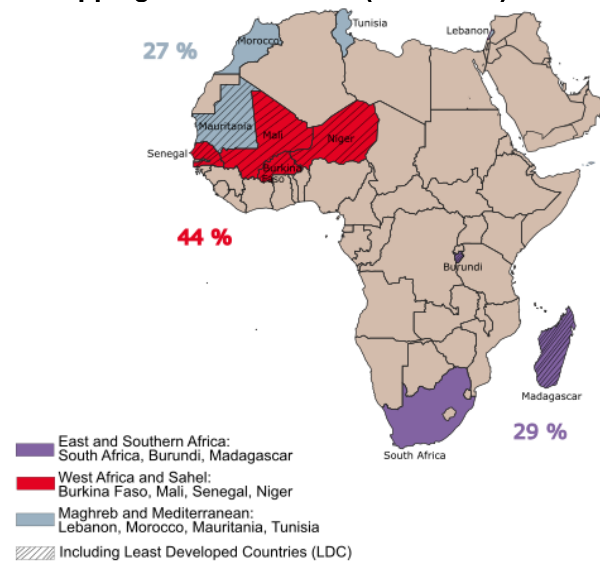 Tunisia
Lebanon
Morocco
27 %
Mauritania
Mali
Niger
Senegal
Burkina
Faso
44 %
Burundi
Madagascar
29 %
South Africa
East and Southern Africa:
South Africa, Burundi, Madagascar
West Africa and Sahel:
Burkina Faso, Mali, Senegal, Niger
Maghreb and Mediterranean:
Lebanon, Morocco, Mauritania, Tunisia
Including Least Developed Countries (LDC)